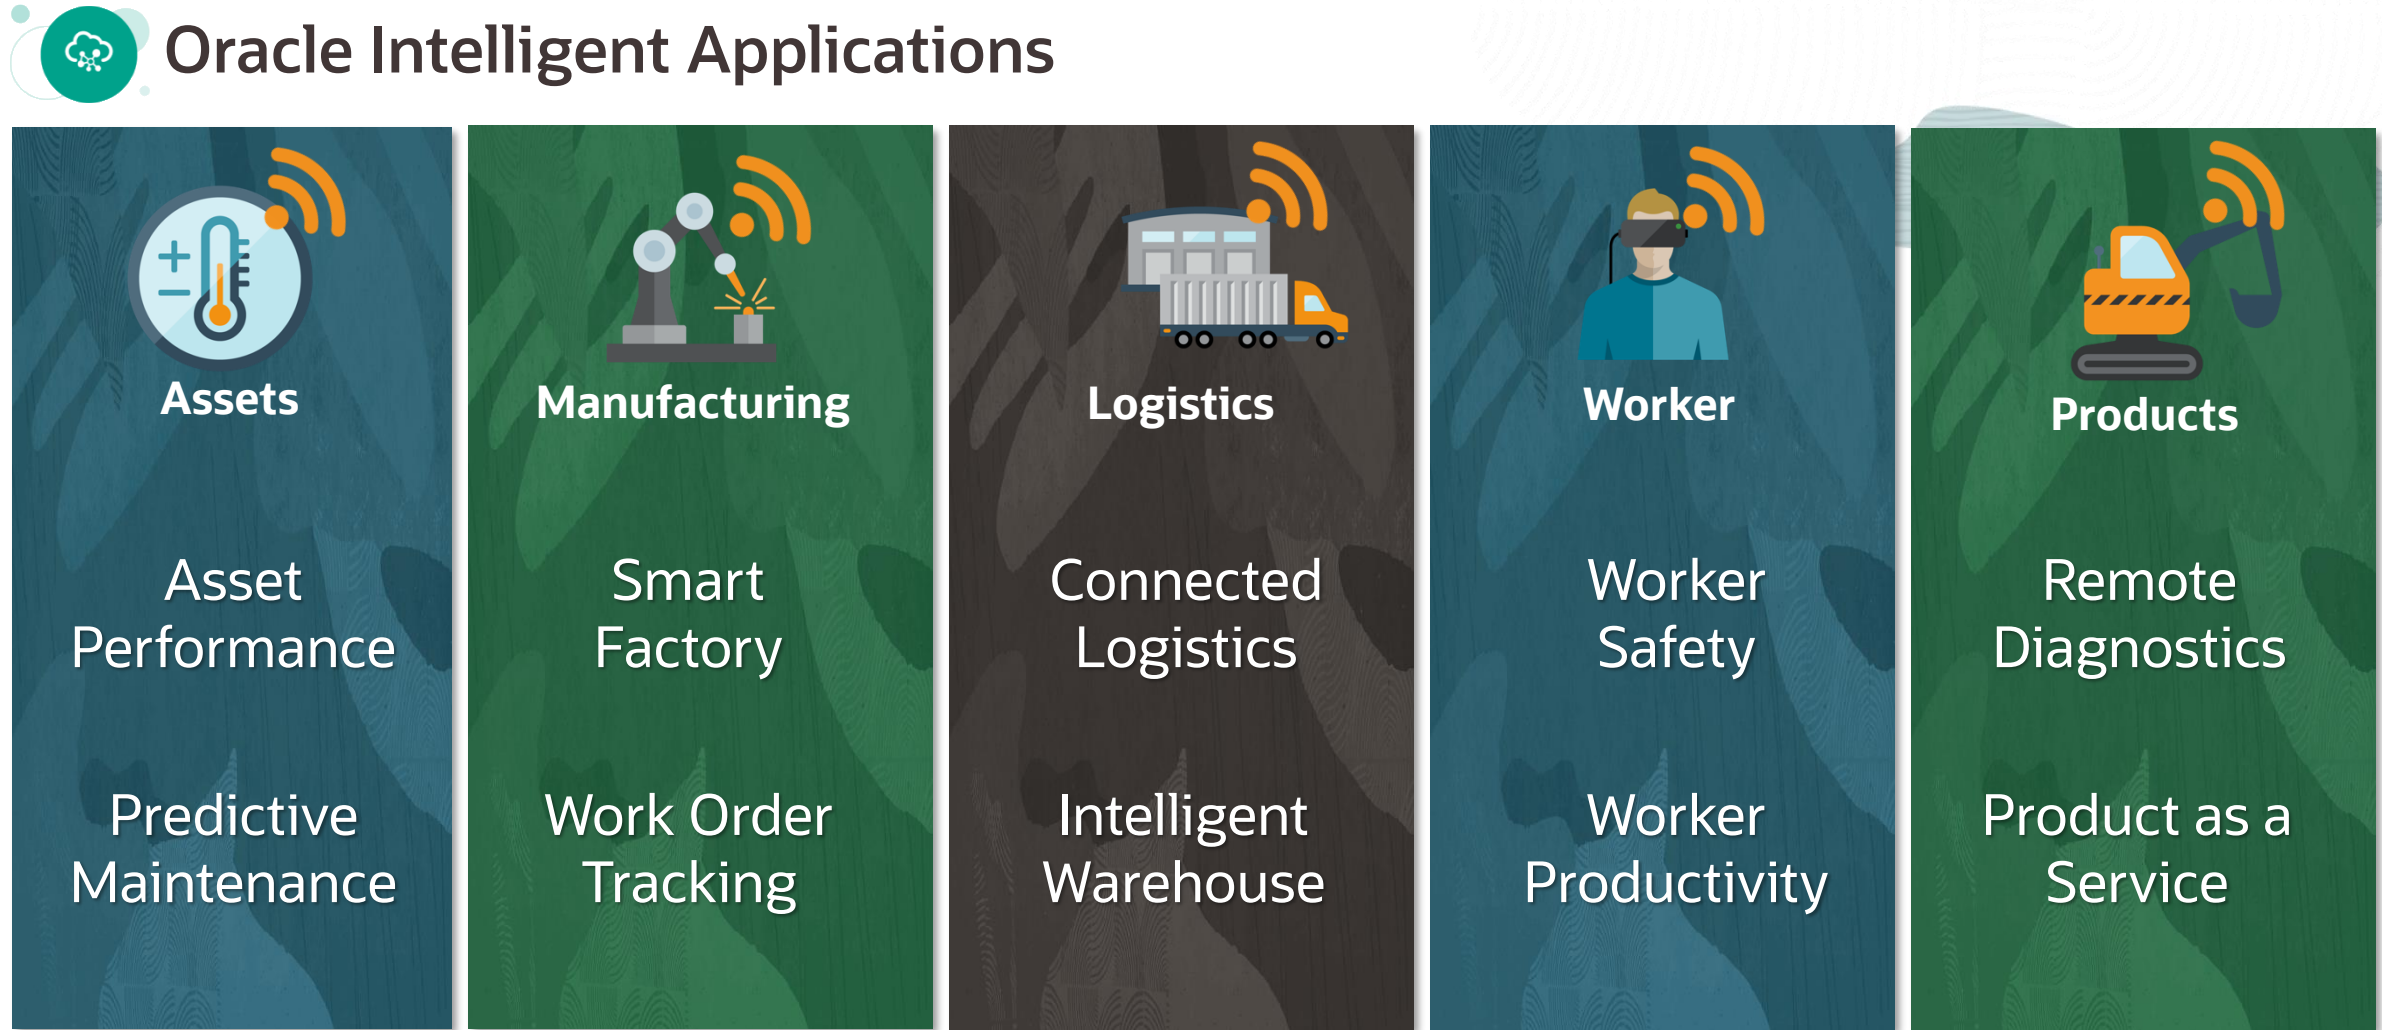 Oracle Intelligent Applications
Assets
Asset
Performance
Predictive
Maintenance
Manufacturing
Smart
Factory
Work Order
Tracking
Logistics
Connected
Logistics
Intelligent
Warehouse
Worker
Worker
Safety
Worker
Productivity
Products
Remote
Diagnostics
Product as a
Service